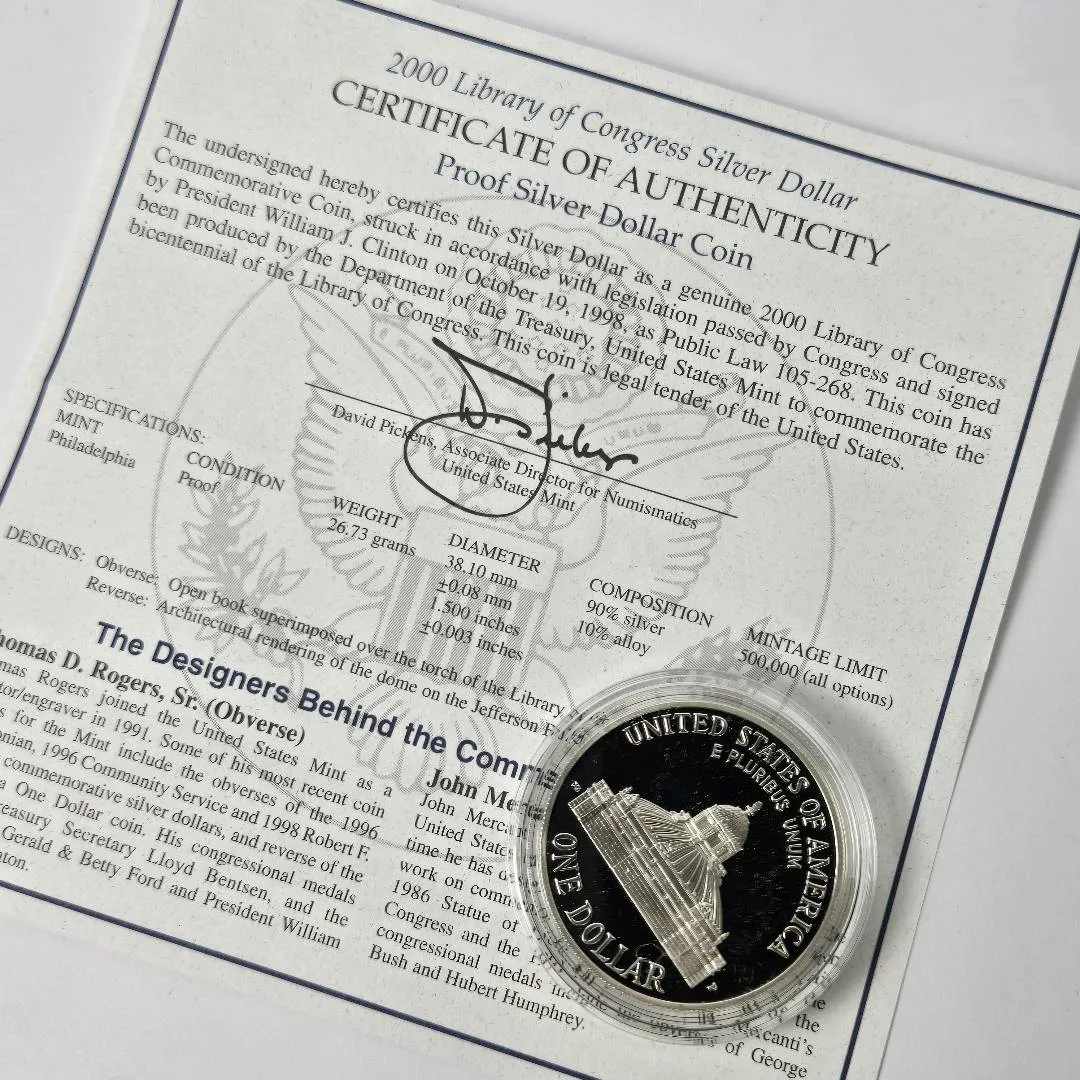 2000 Library of Congress Silver Dollar
CERTIFICATE OF AUTHENTICITY
Proof Silver Dollar Coin
The undersigned hereby certifies this Silver Dollar as a genuine 2000 Library of Congress
Commemorative Coin, struck in accordance with legislation passed by Congress and signed
by President William J. Clinton on October 19, 1998, as Public Law 105-268. This coin has
been produced by the Department of the Treasury, United States Mint to commemorate the
bicentennial of the Library of Congress. This coin is legal tender of the United States.
David Pickens, Associate Director for Numismatics
United States Mint
SPECIFICATIONS:
MINT
Philadelphia
CONDITION
Proof
WEIGHT
26.73 grams
DIAMETER
38.10 mm
±0.08 mm
1.500 inches
±0.003 inches
COMPOSITION
90% silver
10% alloy
MINTAGE LIMIT
500,000 (all options)
DESIGNS: Obverse: Open book superimposed over the torch of the Library
Reverse: Architectural rendering of the dome on the Jefferson
The Designers Behind the
homas D. Rogers, Sr. (Obverse)
mas Rogers joined the United States Mint as a
tor/engraver in 1991. Some of his most recent coin
s for the Mint include the obverses of the 1996
onian, 1996 Community Service and 1998 Robert F.
commemorative silver dollars, and reverse of the
a One Dollar coin. His congressional medals
easury Secretary Lloyd Bentsen, and the
Gerald & Betty Ford and President William
nton.
John
John
United
time he has
work on
1986 Statue of
Congress and the
congressional medals
Bush and Hubert Humphrey.
the
canti's
of George
UNITED STATES OF AMERICA
E PLURIBUS UNUM
ONE DOLLAR
P